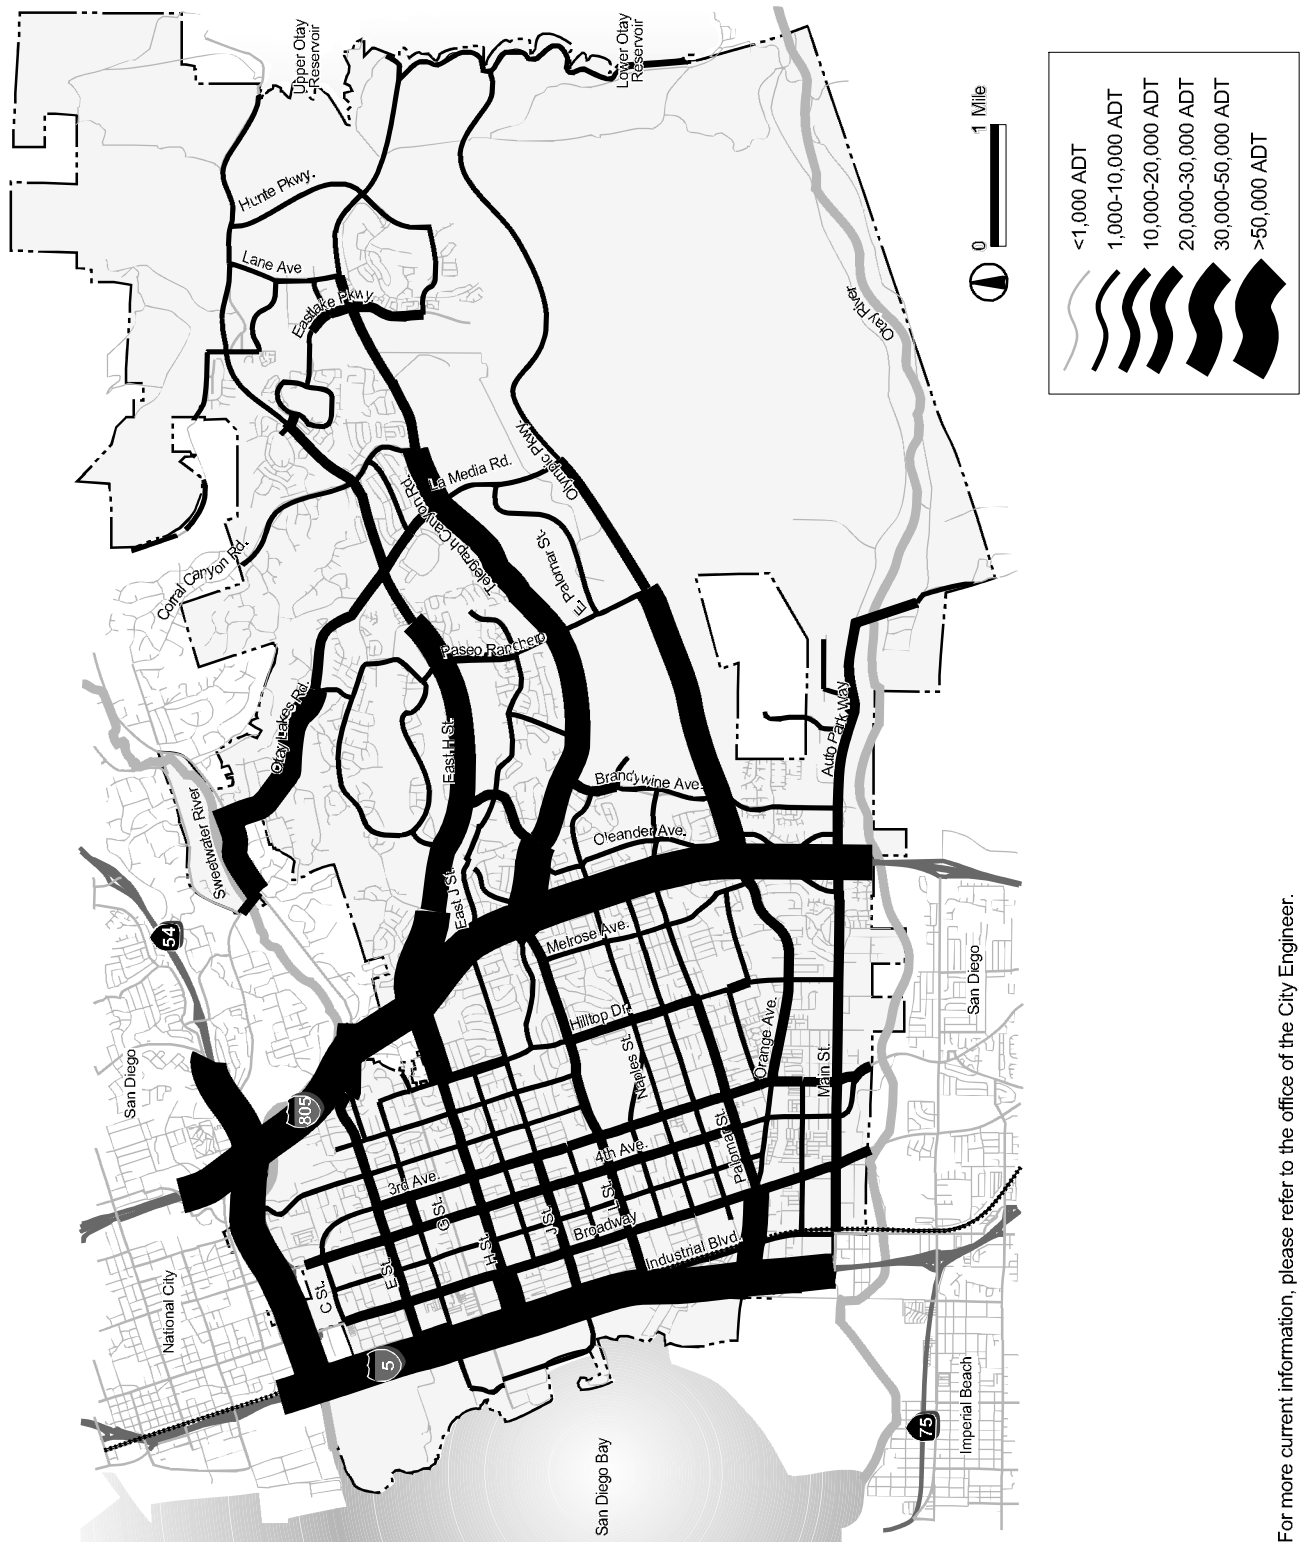 Upper Otay
Reservoir
Lower Otay
Reservoir
Hunte Pkwy.
Lane Ave
Eastlake Pkwy.
Otay River
La Media Rd.
Olympic Pkwy.
Telegraph Canyon Rd.
Corral Canyon Rd.
E. Palomar St.
Paseo Ranchero
Otay Lakes Rd.
East H St.
Auto Park Way
Brandywine Ave.
Oleander Ave.
Sweetwater River
East J St.
54
Melrose Ave.
San Diego
Hilltop Dr.
Orange Ave.
Naples St.
Main St.
San Diego
805
Palomar St.
4th Ave.
3rd Ave.
G St.
L St.
J St.
H St.
Broadway
Industrial Blvd.
E St.
C St.
National City
5
75
Imperial Beach
San Diego Bay
0 1 Mile
<1,000 ADT
1,000-10,000 ADT
10,000-20,000 ADT
20,000-30,000 ADT
30,000-50,000 ADT
>50,000 ADT
For more current information, please refer to the office of the City Engineer.